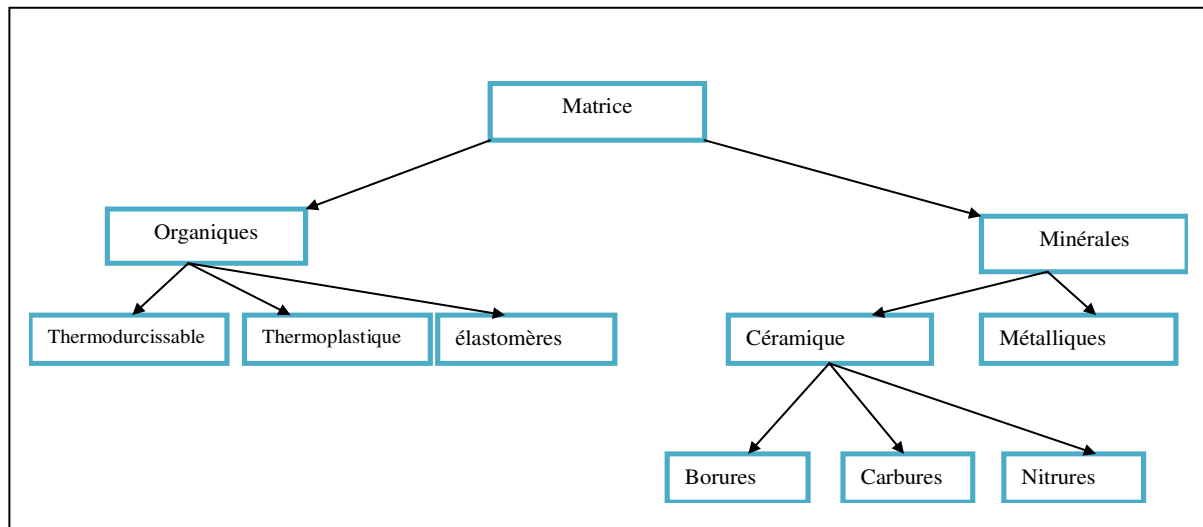 Matrice
Organiques
Minérales
Thermodurcissable
Thermoplastique
élastomères
Céramique
Métalliques
Borures
Carbures
Nitrures